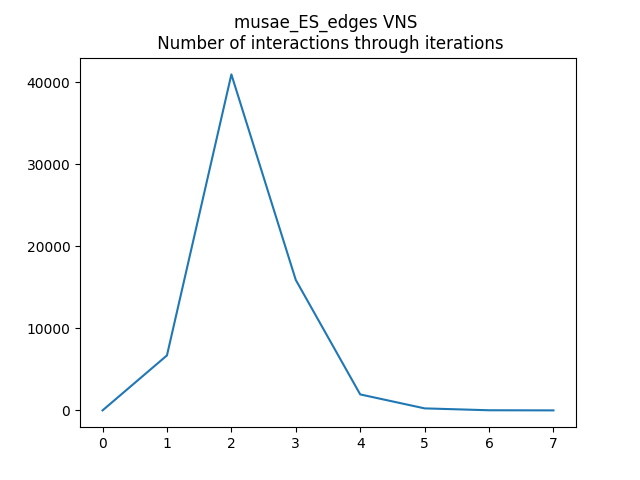 musae_ES_edges VNS
Number of interactions through iterations
40000
30000
20000
10000
0
0 1 2 3 4 5 6 7